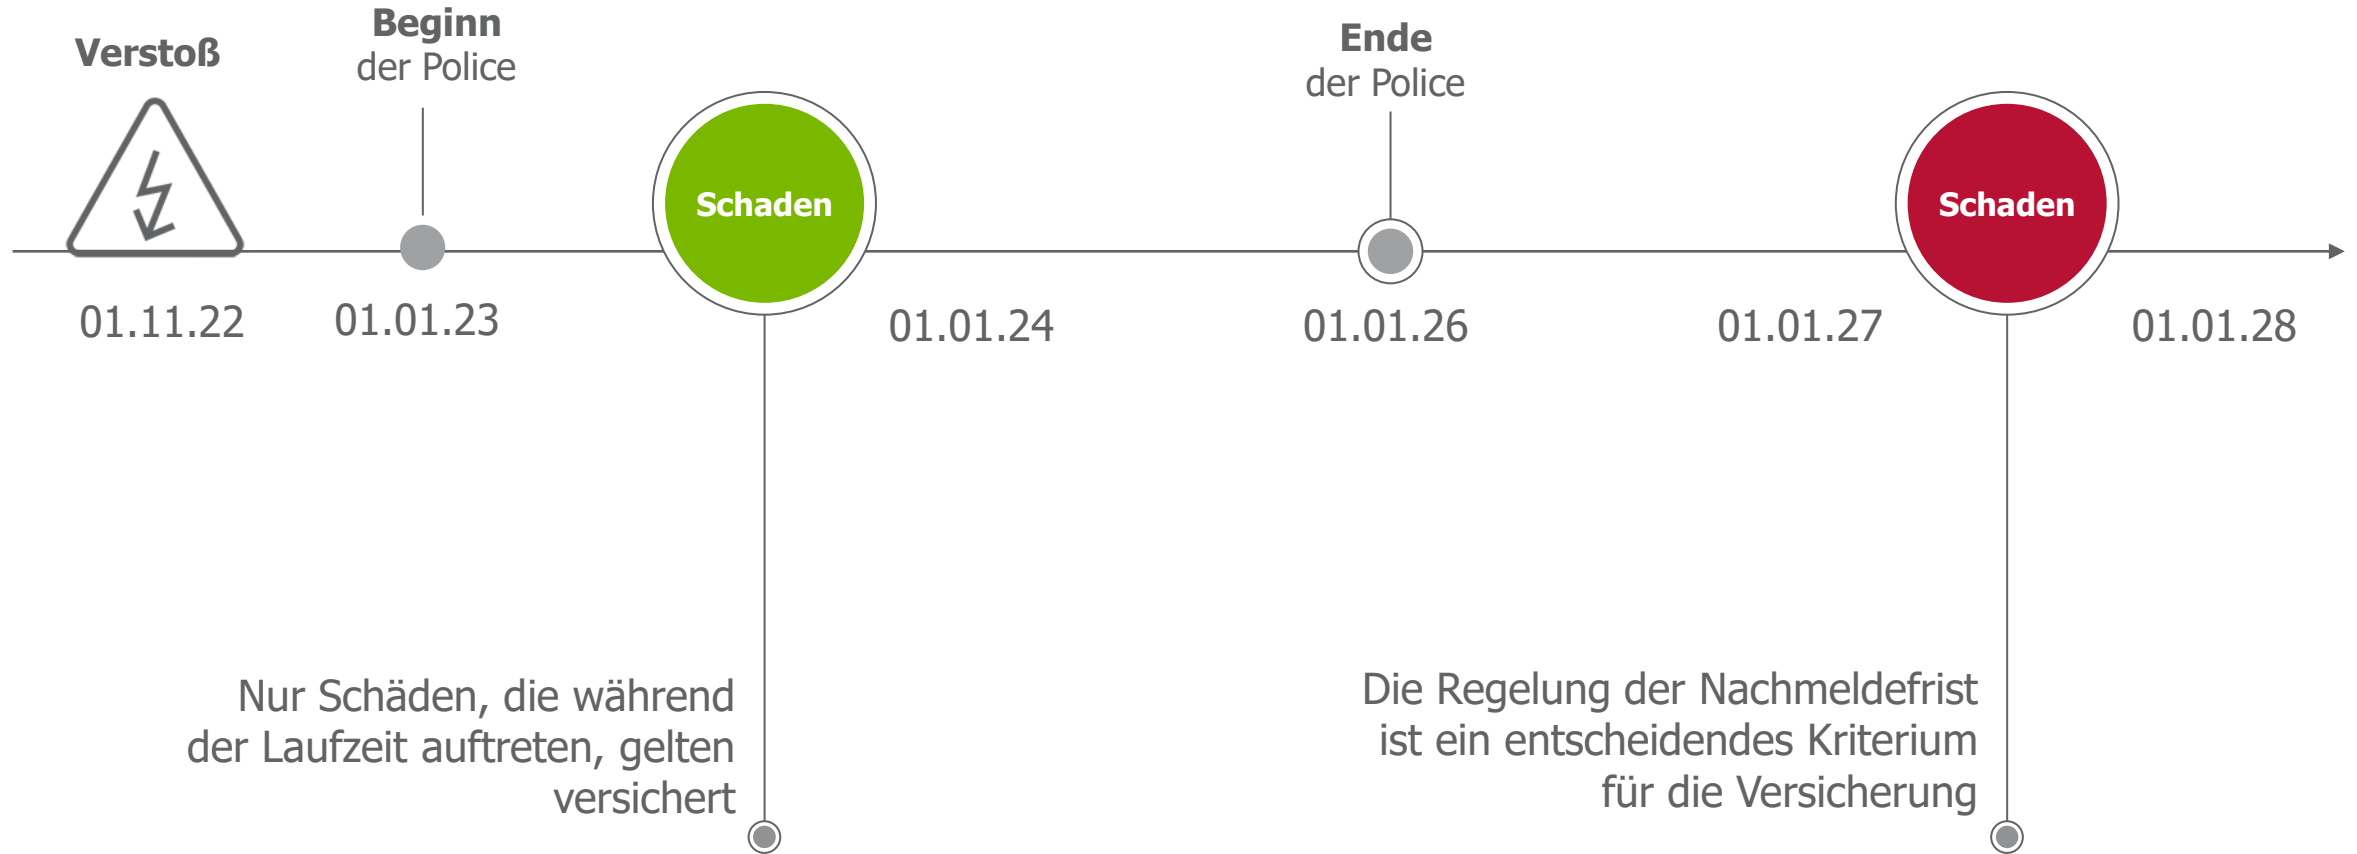 Verstoß
Beginn
der Police
Ende
der Police
Schaden
Schaden
01.11.22
01.01.23
01.01.24
01.01.26
01.01.27
01.01.28
Nur Schäden, die während
der Laufzeit auftreten, gelten
versichert
Die Regelung der Nachmeldefrist
ist ein entscheidendes Kriterium
für die Versicherung